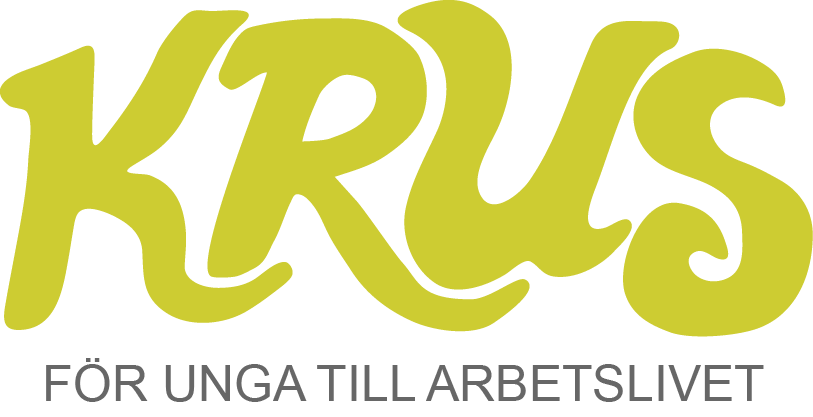 KRUS
FÖR UNGA TILL ARBETSLIVET